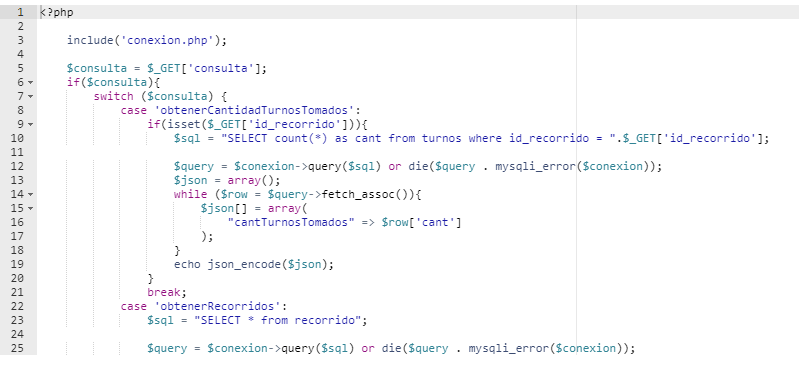 1 <?php
2
3 include('conexion.php');
4
5 $consulta = $_GET['consulta'];
6 if($consulta){
7 switch ($consulta) {
8 case 'obtenerCantidadTurnosTomados':
9 if(isset($_GET['id_recorrido'])){
10 $sql = "SELECT count(*) as cant from turnos where id_recorrido = ".$_GET['id_recorrido'];
11
12 $query = $conexion->query($sql) or die($query . mysqli_error($conexion));
13 $json = array();
14 while ($row = $query->fetch_assoc()){
15 $json[] = array(
16 "cantTurnosTomados" => $row['cant']
17 );
18 }
19 echo json_encode($json);
20 }
21 break;
22 case 'obtenerRecorridos':
23 $sql = "SELECT * from recorrido";
24
25 $query = $conexion->query($sql) or die($query . mysqli_error($conexion));